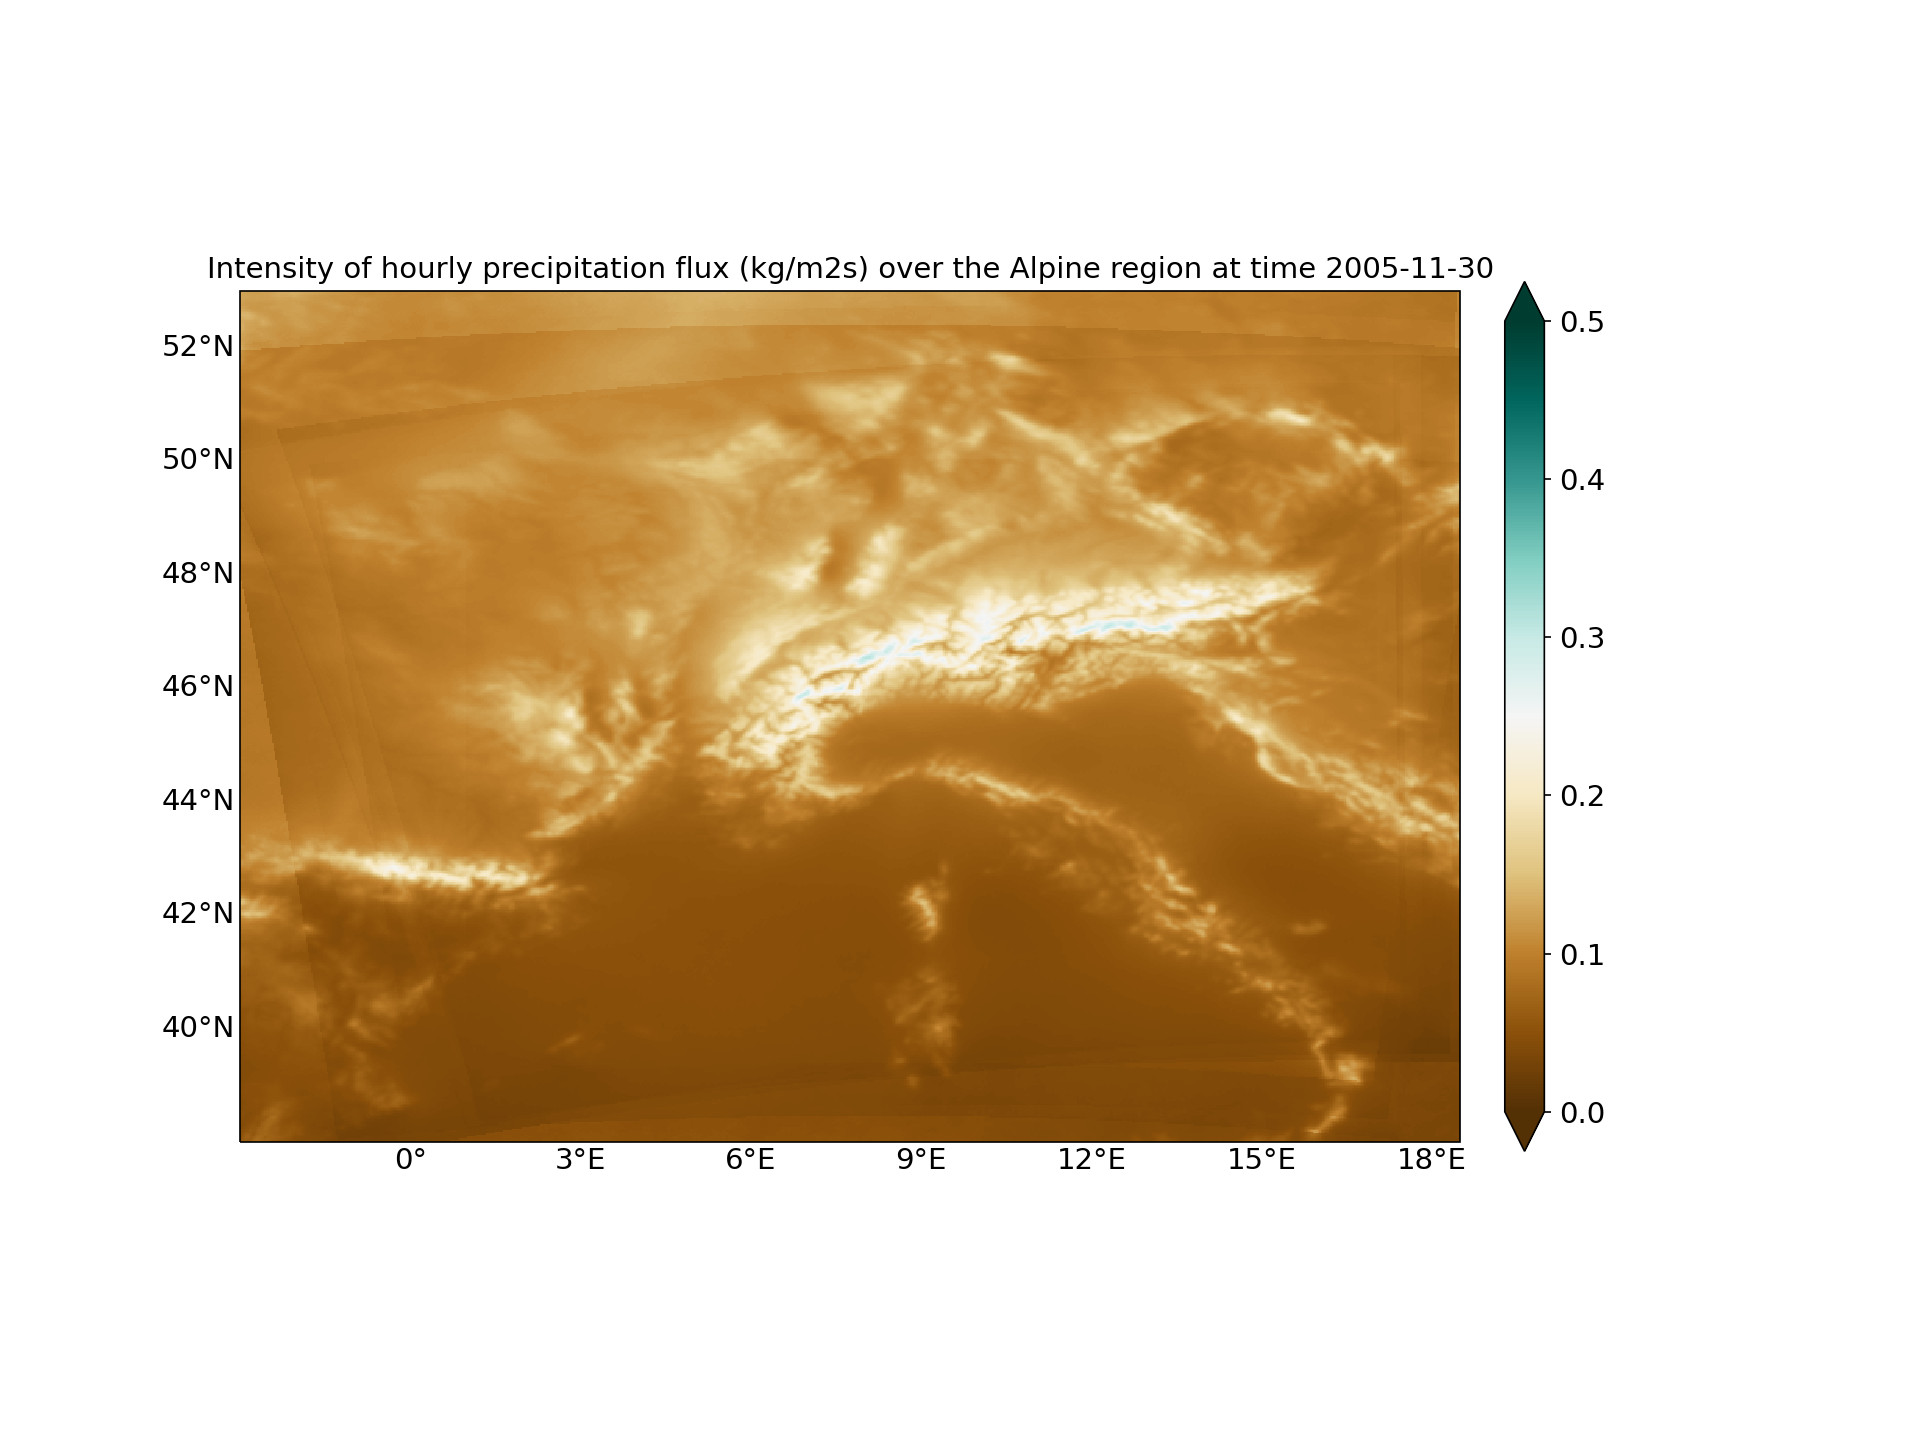 Intensity of hourly precipitation flux (kg/m2s) over the Alpine region at time 2005-11-30
52°N
50°N
48°N
46°N
44°N
42°N
40°N
0°
3°E
6°E
9°E
12°E
15°E
18°E
0.5
0.4
0.3
0.2
0.1
0.0